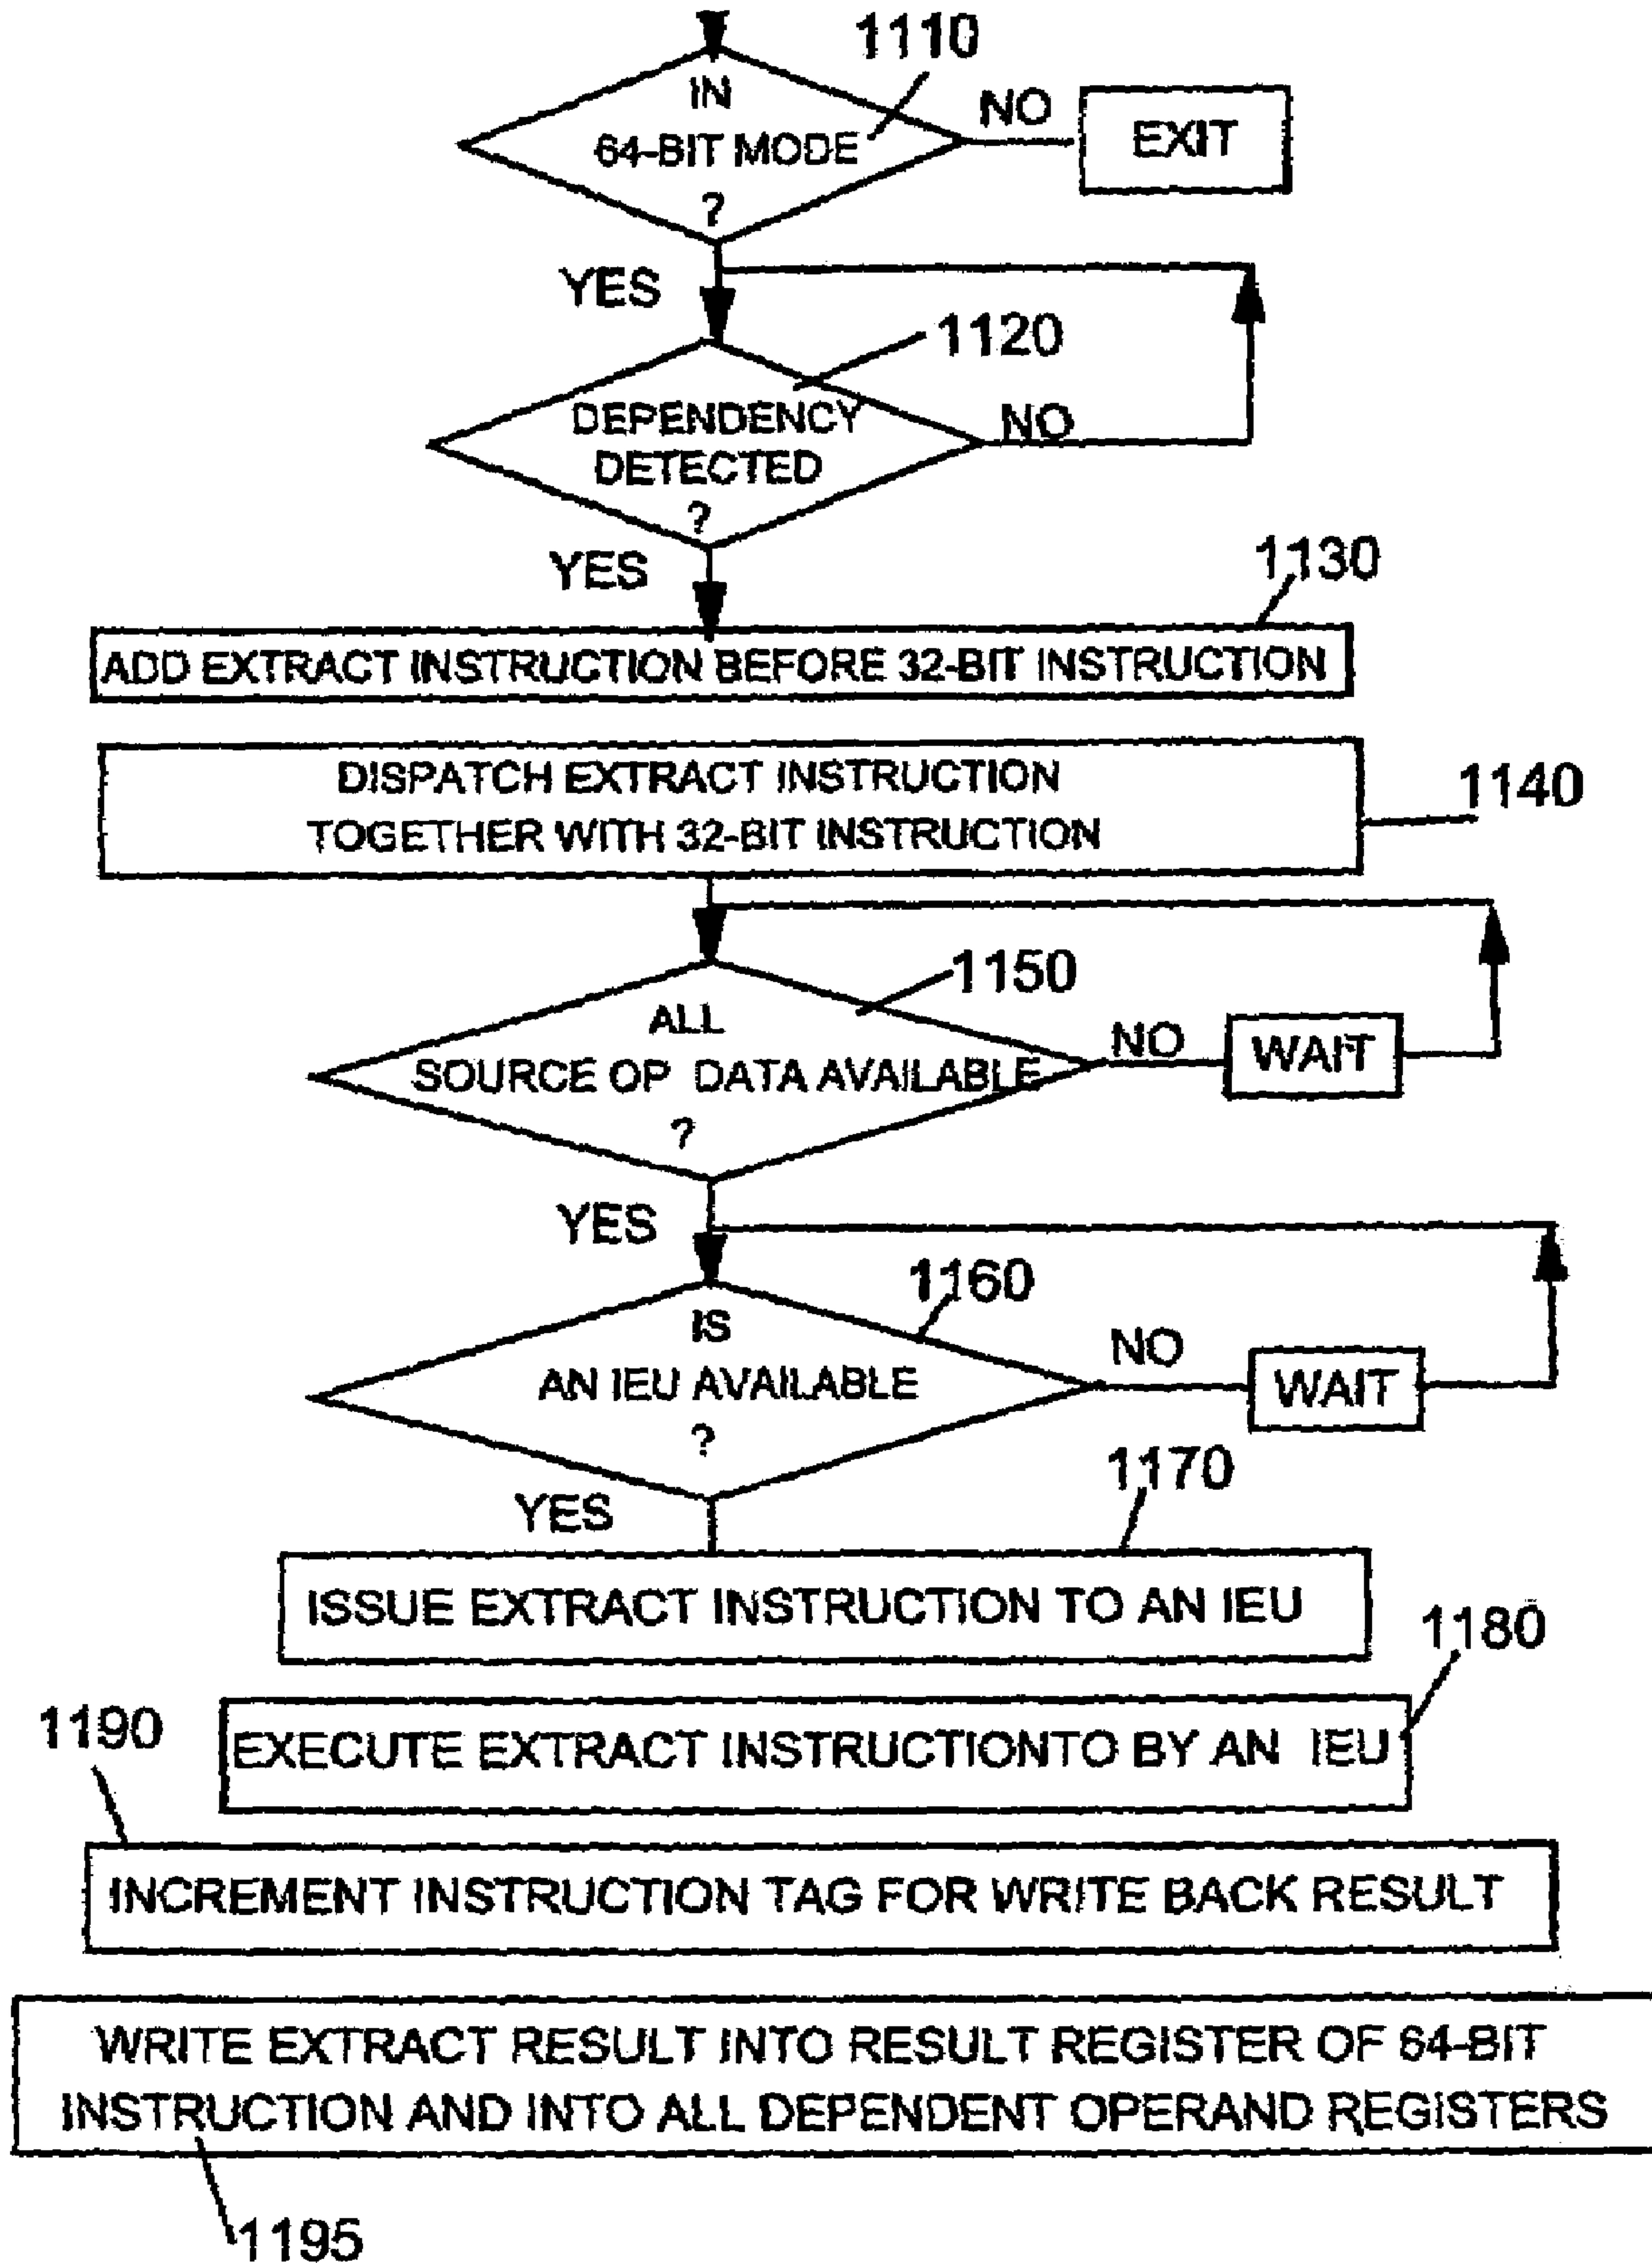 1110
IN
64-BIT MODE
?
NO
EXIT
YES
1120
DEPENDENCY
DETECTED
?
NO
YES
1130
ADD EXTRACT INSTRUCTION BEFORE 32-BIT INSTRUCTION
DISPATCH EXTRACT INSTRUCTION
TOGETHER WITH 32-BIT INSTRUCTION
1140
1150
ALL
SOURCE OP DATA AVAILABLE
?
NO
WAIT
YES
1160
IS
AN IEU AVAILABLE
?
NO
WAIT
YES
1170
ISSUE EXTRACT INSTRUCTION TO AN IEU
1180
EXECUTE EXTRACT INSTRUCTIONTO BY AN IEU
1190
INCREMENT INSTRUCTION TAG FOR WRITE BACK RESULT
WRITE EXTRACT RESULT INTO RESULT REGISTER OF 64-BIT
INSTRUCTION AND INTO ALL DEPENDENT OPERAND REGISTERS
1195